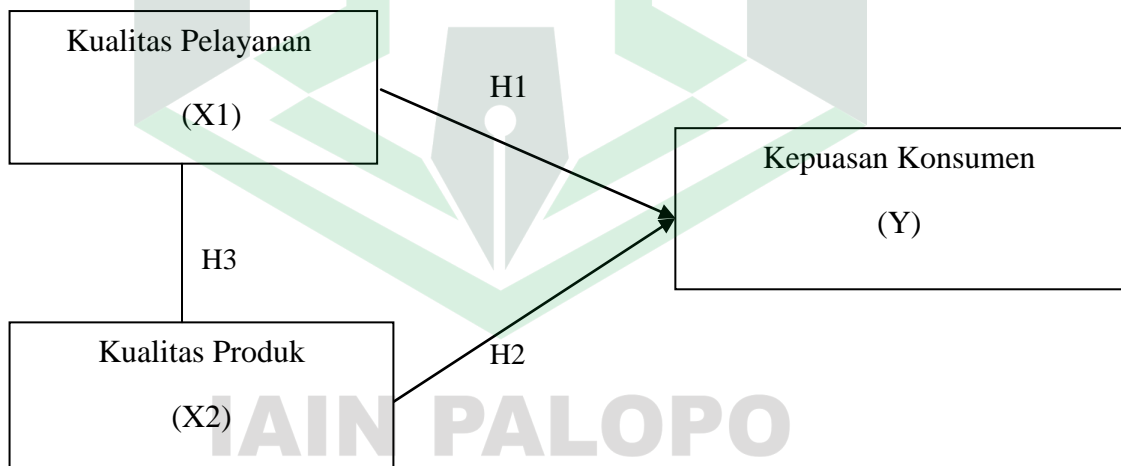 Kualitas Pelayanan
(X1)
H1
Kepuasan Konsumen
(Y)
H3
Kualitas Produk
(X2)
H2
IAIN PALOPO